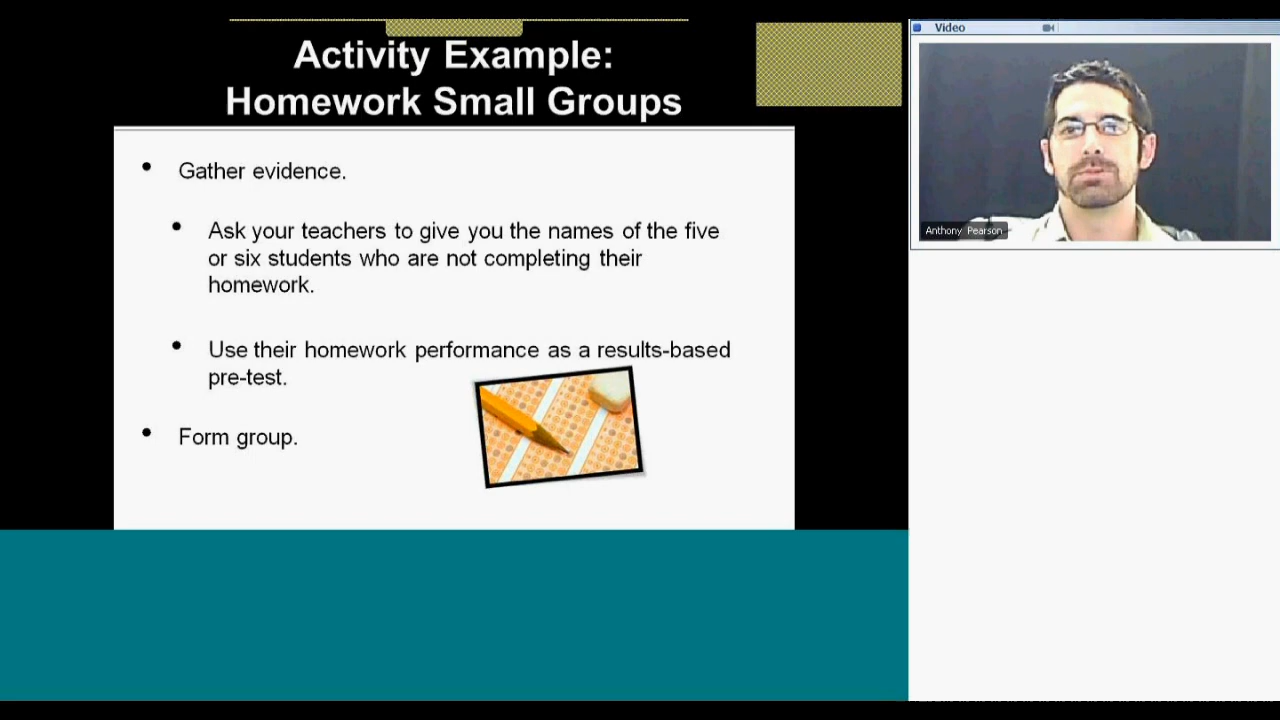 Activity Example:
Homework Small Groups
• Gather evidence.
• Ask your teachers to give you the names of the five
or six students who are not completing their
homework.
• Use their homework performance as a results-based
pre-test.
• Form group.
Video
Anthony Pearson